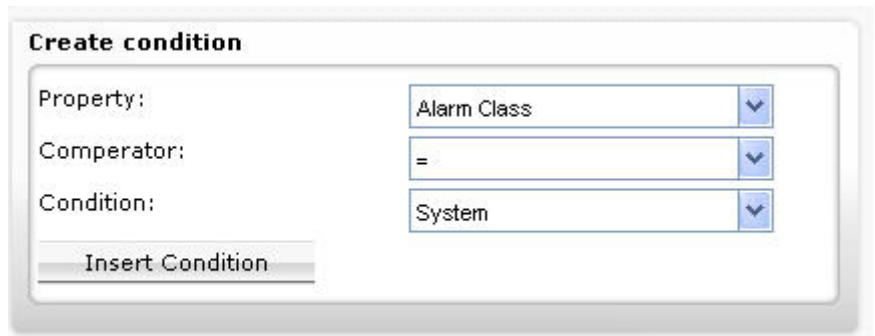 Create condition
Property: Alarm Class
Comperator: =
Condition: System
Insert Condition